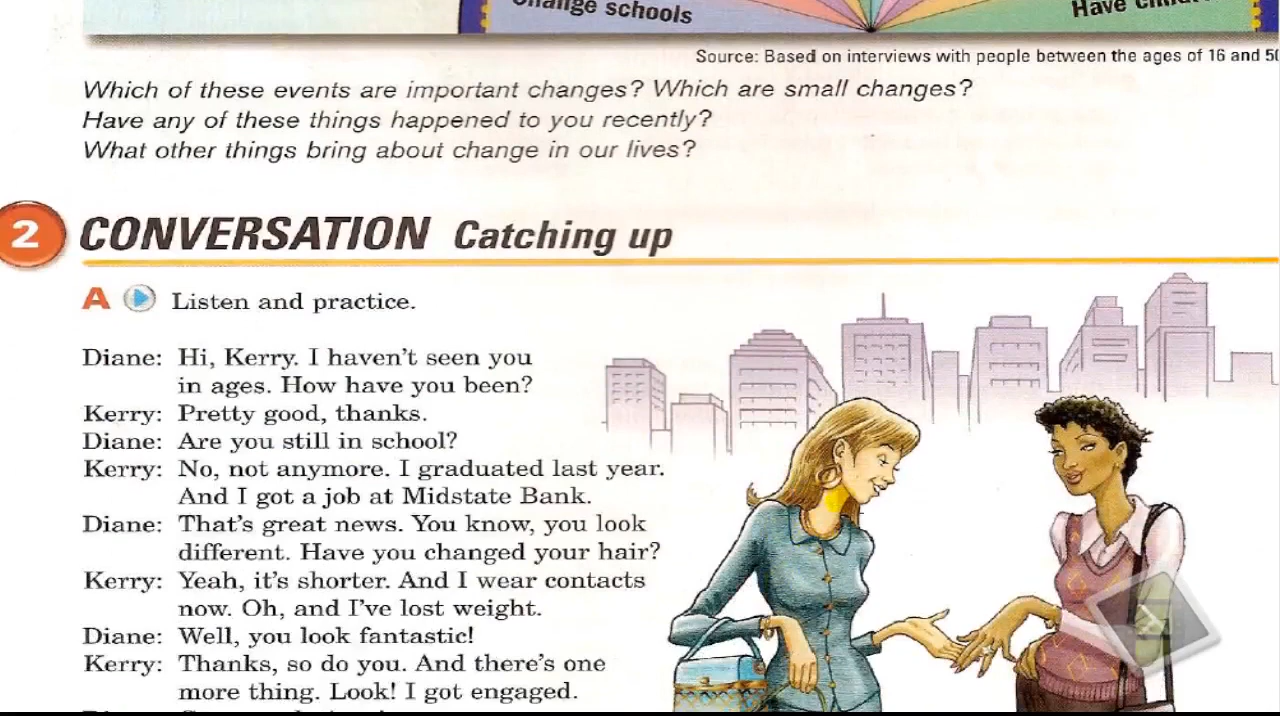 Change schools
Have
Source: Based on interviews with people between the ages of 16 and 50
Which of these events are important changes? Which are small changes?
Have any of these things happened to you recently?
What other things bring about change in our lives?
2 CONVERSATION Catching up
A Listen and practice.
Diane: Hi, Kerry. I haven't seen you
in ages. How have you been?
Kerry: Pretty good, thanks.
Diane: Are you still in school?
Kerry: No, not anymore. I graduated last year.
And I got a job at Midstate Bank.
Diane: That's great news. You know, you look
different. Have you changed your hair?
Kerry: Yeah, it's shorter. And I wear contacts
now. Oh, and I've lost weight.
Diane: Well, you look fantastic!
Kerry: Thanks, so do you. And there's one
more thing. Look! I got engaged.